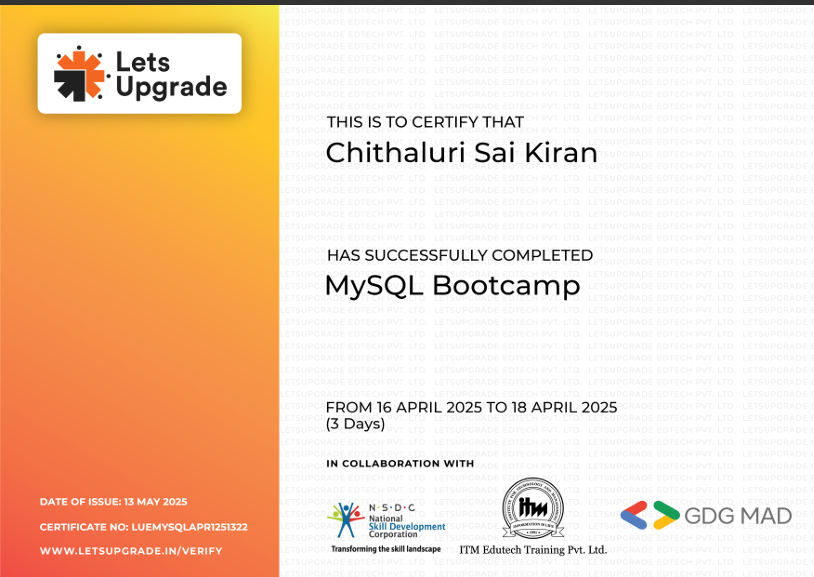 Lets
Upgrade
THIS IS TO CERTIFY THAT
Chithaluri Sai Kiran
HAS SUCCESSFULLY COMPLETED
MySQL Bootcamp
FROM 16 APRIL 2025 TO 18 APRIL 2025
(3 Days)
IN COLLABORATION WITH
N·S·D·C
National
Skill Development
Corporation
Transforming the skill landscape
itm
ITM Edutech Training Pvt. Ltd.
GDG MAD
DATE OF ISSUE: 13 MAY 2025
CERTIFICATE NO: LUEMYSQLAPR1251322
WWW.LETSUPGRADE.IN/VERIFY